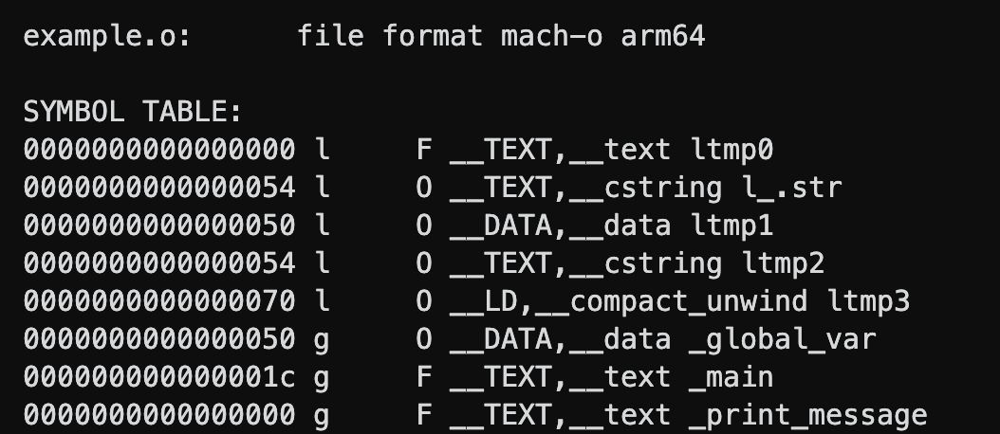 example.o:	file format mach-o arm64
SYMBOL TABLE:
0000000000000000 l     F __TEXT,__text ltmp0
0000000000000054 l     O __TEXT,__cstring l_.str
0000000000000050 l     O __DATA,__data ltmp1
0000000000000054 l     O __TEXT,__cstring ltmp2
0000000000000070 l     O __LD,__compact_unwind ltmp3
0000000000000050 g     O __DATA,__data _global_var
000000000000001c g     F __TEXT,__text _main
0000000000000000 g     F __TEXT,__text _print_message